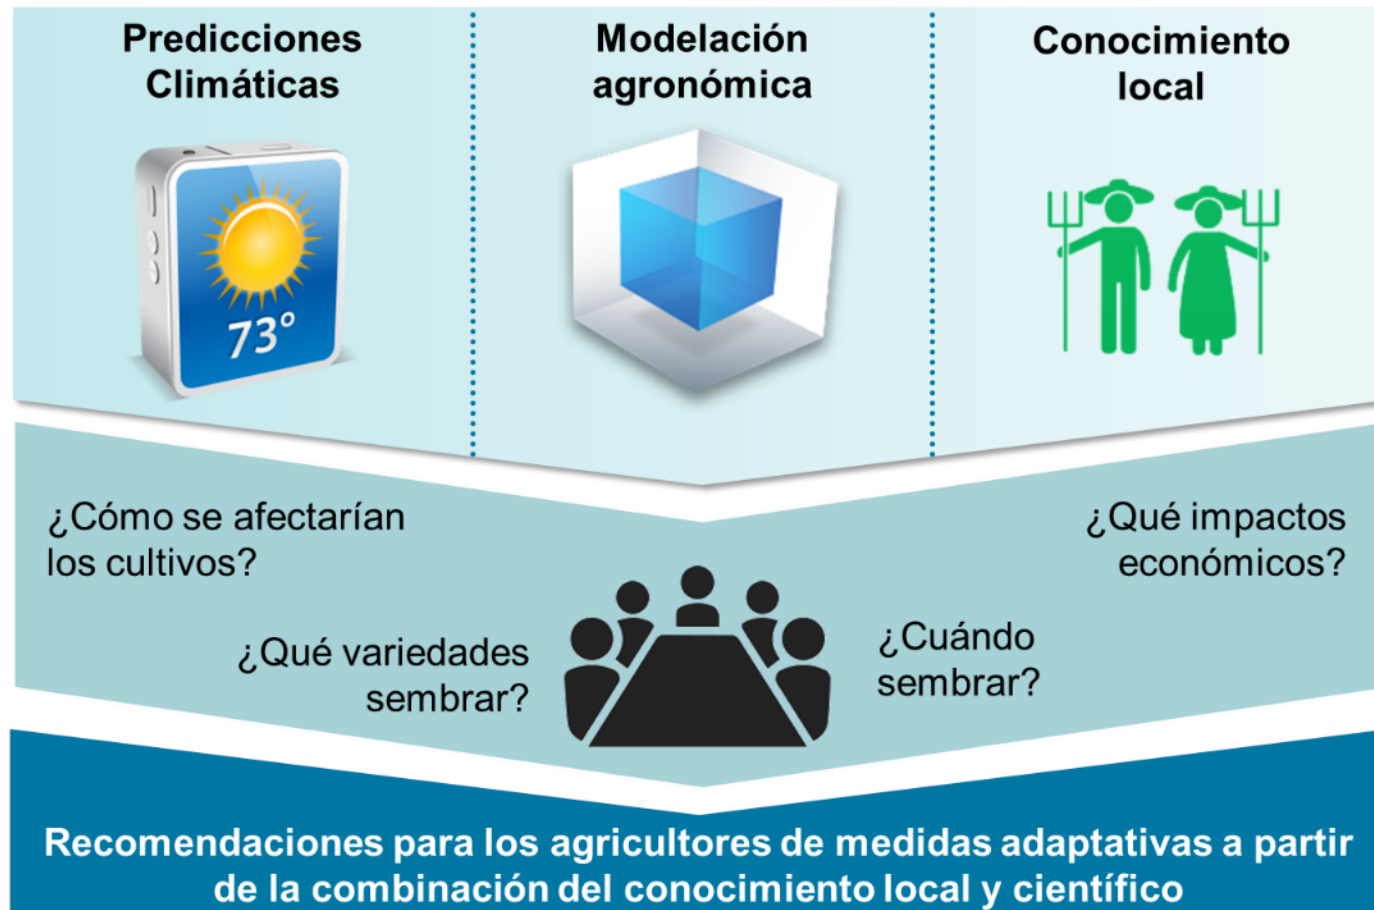 Predicciones
Climáticas
Modelación
agronómica
Conocimiento
local
73°
¿Cómo se afectarían
los cultivos?
¿Qué variedades
sembrar?
¿Cuándo
sembrar?
¿Qué impactos
económicos?
Recomendaciones para los agricultores de medidas adaptativas a partir
de la combinación del conocimiento local y científico